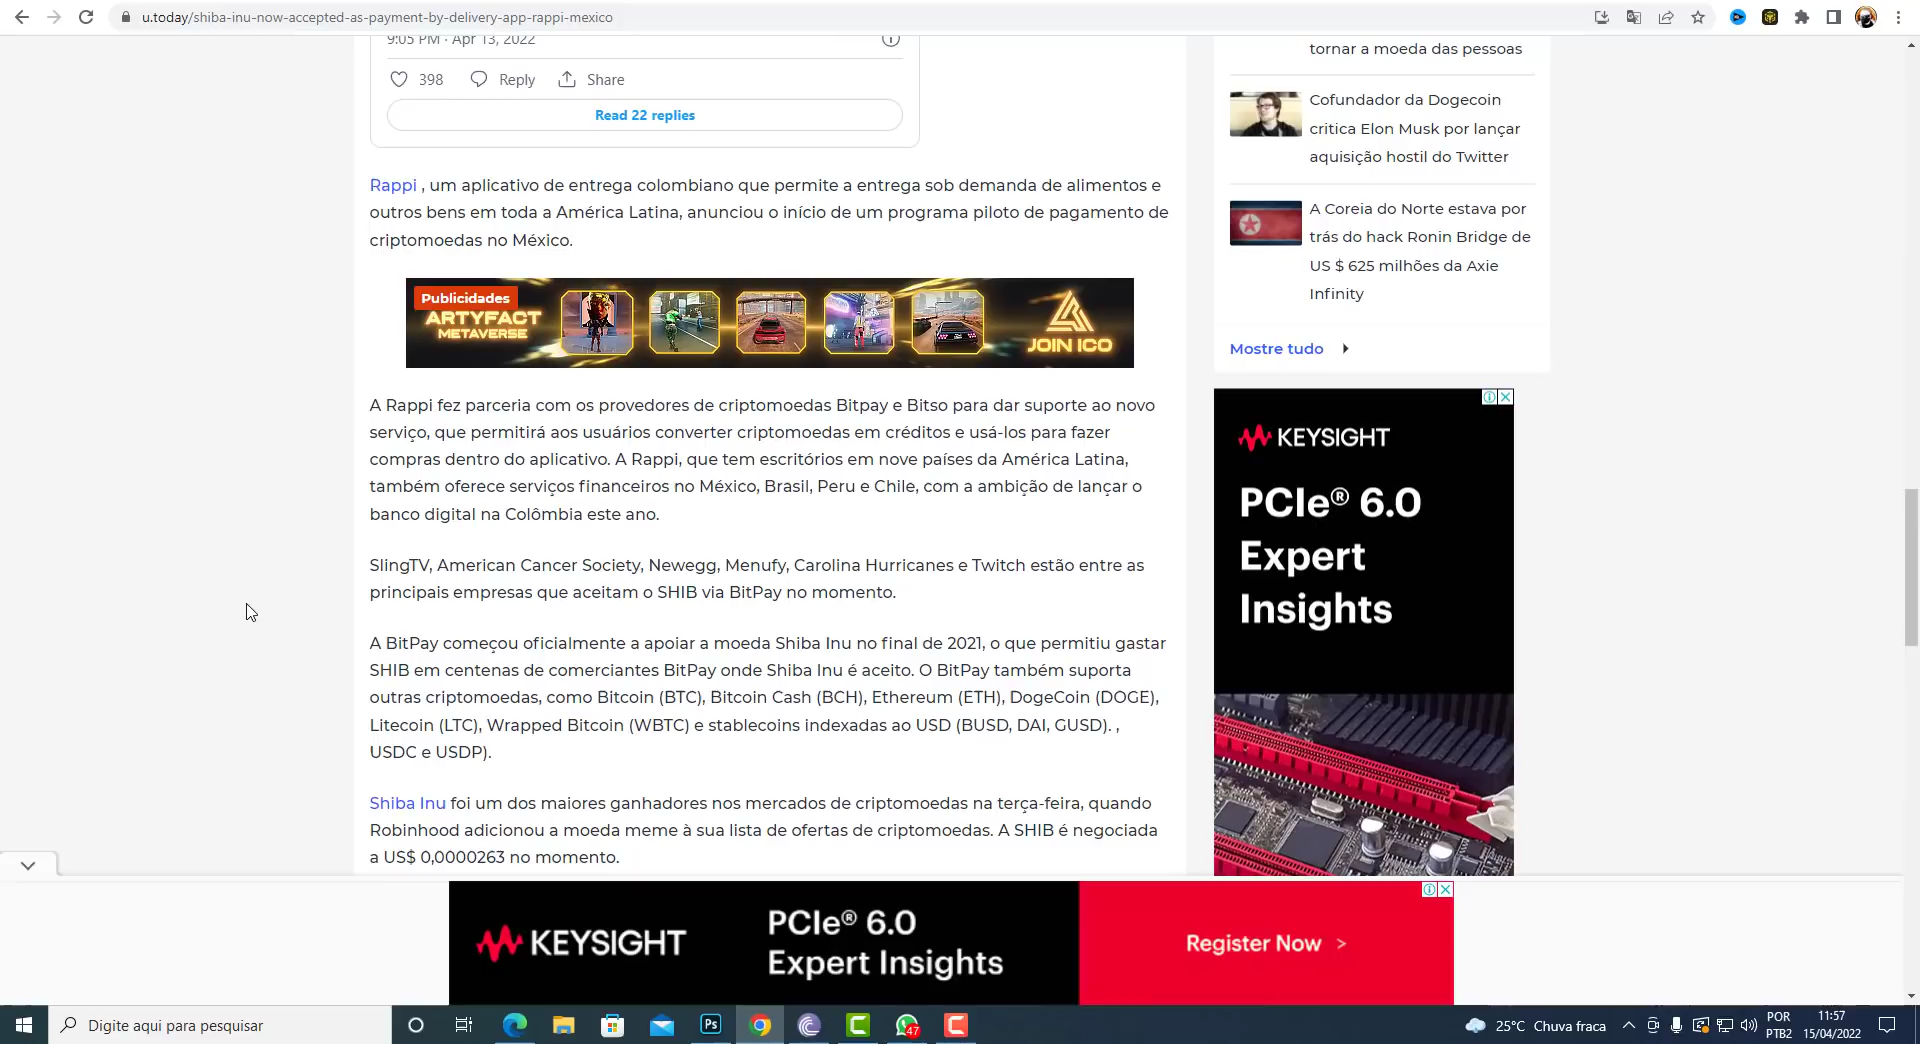 u.today/shiba-inu-now-accepted-as-payment-by-delivery-app-rappi-mexico
9:05 PM · Apr 13, 2022
398 Reply Share
Read 22 replies
Rappi , um aplicativo de entrega colombiano que permite a entrega sob demanda de alimentos e
outros bens em toda a América Latina, anunciou o início de um programa piloto de pagamento de
criptomoedas no México.
Publicidades
ARTYFACT
METAVERSE
JOIN ICO
A Rappi fez parceria com os provedores de criptomoedas Bitpay e Bitso para dar suporte ao novo
serviço, que permitirá aos usuários converter criptomoedas em créditos e usá-los para fazer
compras dentro do aplicativo. A Rappi, que tem escritórios em nove países da América Latina,
também oferece serviços financeiros no México, Brasil, Peru e Chile, com a ambição de lançar o
banco digital na Colômbia este ano.
SlingTV, American Cancer Society, Newegg, Menufy, Carolina Hurricanes e Twitch estão entre as
principais empresas que aceitam o SHIB via BitPay no momento.
A BitPay começou oficialmente a apoiar a moeda Shiba Inu no final de 2021, o que permitiu gastar
SHIB em centenas de comerciantes BitPay onde Shiba Inu é aceito. O BitPay também suporta
outras criptomoedas, como Bitcoin (BTC), Bitcoin Cash (BCH), Ethereum (ETH), DogeCoin (DOGE),
Litecoin (LTC), Wrapped Bitcoin (WBTC) e stablecoins indexadas ao USD (BUSD, DAI, GUSD). ,
USDC e USDP).
Shiba Inu foi um dos maiores ganhadores nos mercados de criptomoedas na terça-feira, quando
Robinhood adicionou a moeda meme à sua lista de ofertas de criptomoedas. A SHIB é negociada
a US$ 0,0000263 no momento.
tornar a moeda das pessoas
Cofundador da Dogecoin
critica Elon Musk por lançar
aquisição hostil do Twitter
A Coreia do Norte estava por
trás do hack Ronin Bridge de
US $ 625 milhões da Axie
Infinity
Mostre tudo
KEYSIGHT
PCIe® 6.0
Expert
Insights
KEYSIGHT
PCIe® 6.0
Expert Insights
Register Now >
Digite aqui para pesquisar
Ps
47
25°C Chuva fraca
POR
PTB2
11:57
15/04/2022